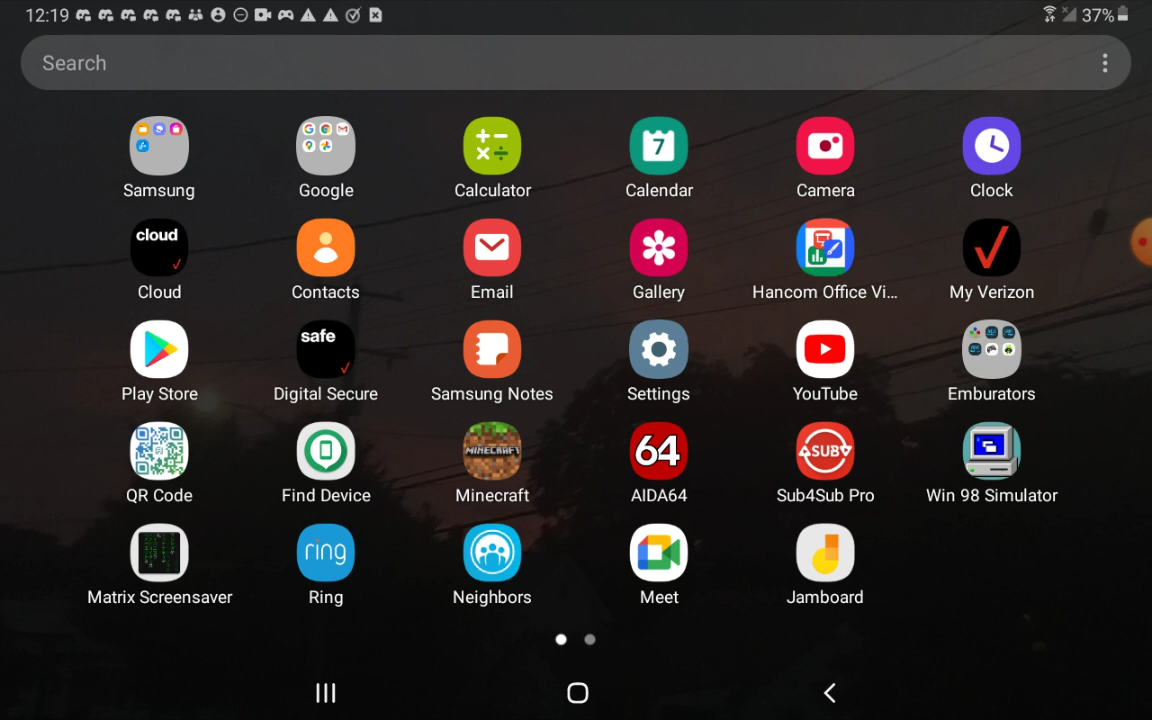 12:19 37%
Search
Samsung Google Calculator Calendar Camera Clock
cloud
Cloud Contacts Email Gallery Hancom Office Vi... My Verizon
safe
Play Store Digital Secure Samsung Notes Settings YouTube Emburators
MINECRAFT 64 SUB
QR Code Find Device Minecraft AIDA64 Sub4Sub Pro Win 98 Simulator
ring
Matrix Screensaver Ring Neighbors Meet Jamboard